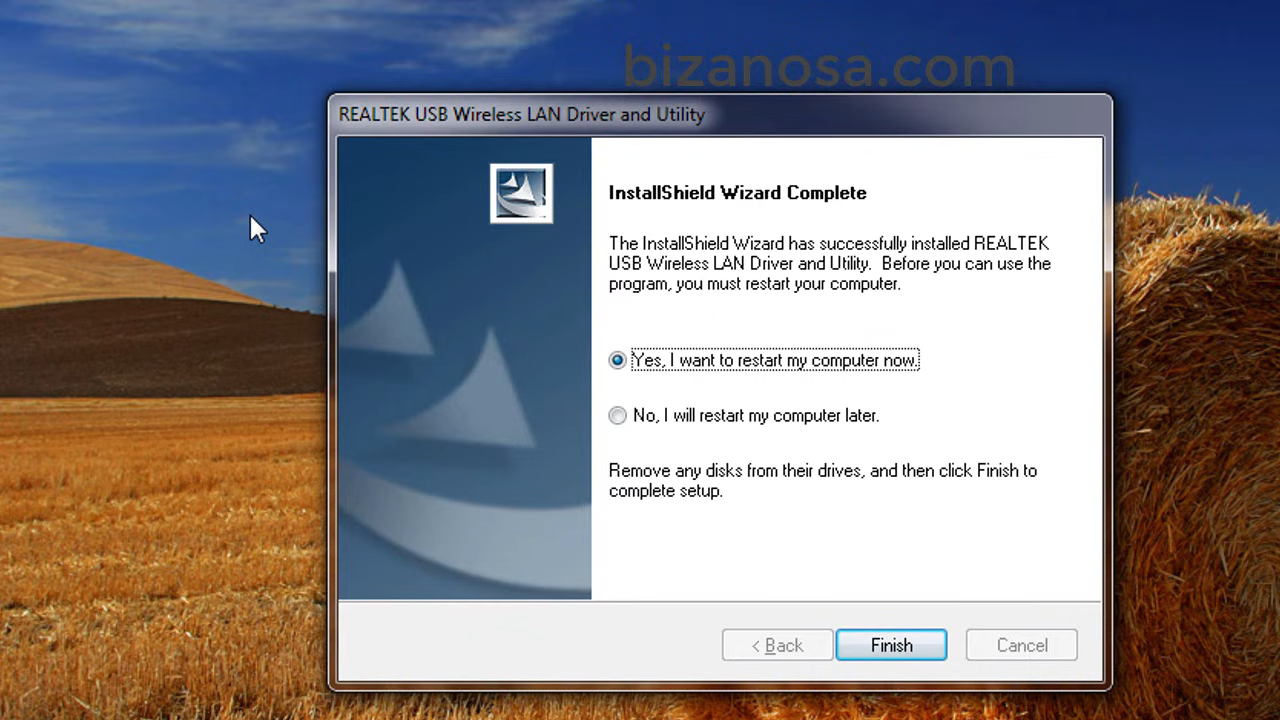 bizanosa.com
REALTEK USB Wireless LAN Driver and Utility
InstallShield Wizard Complete
The InstallShield Wizard has successfully installed REALTEK
USB Wireless LAN Driver and Utility.  Before you can use the
program, you must restart your computer.
Yes, I want to restart my computer now.
No, I will restart my computer later.
Remove any disks from their drives, and then click Finish to
complete setup.
< Back
Finish
Cancel